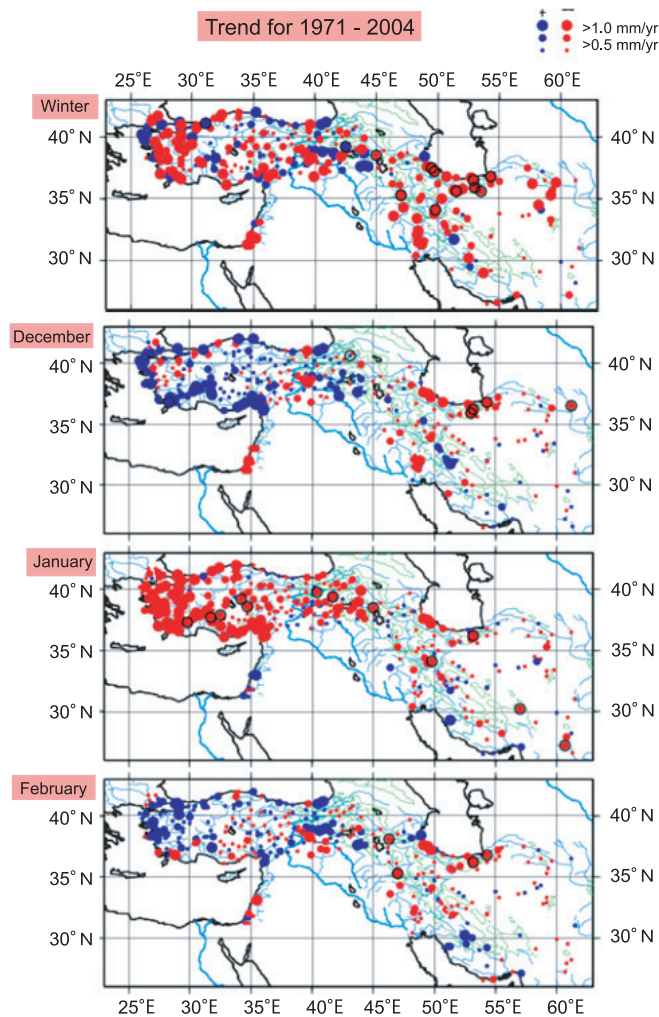 Trend for 1971 - 2004
+ −
>1.0 mm/yr
>0.5 mm/yr
25°E 30°E 35°E 40°E 45°E 50°E 55°E 60°E
Winter
40° N 40° N
35° N 35° N
30° N 30° N
December
40° N 40° N
35° N 35° N
30° N 30° N
January
40° N 40° N
35° N 35° N
30° N 30° N
February
40° N 40° N
35° N 35° N
30° N 30° N
25°E 30°E 35°E 40°E 45°E 50°E 55°E 60°E